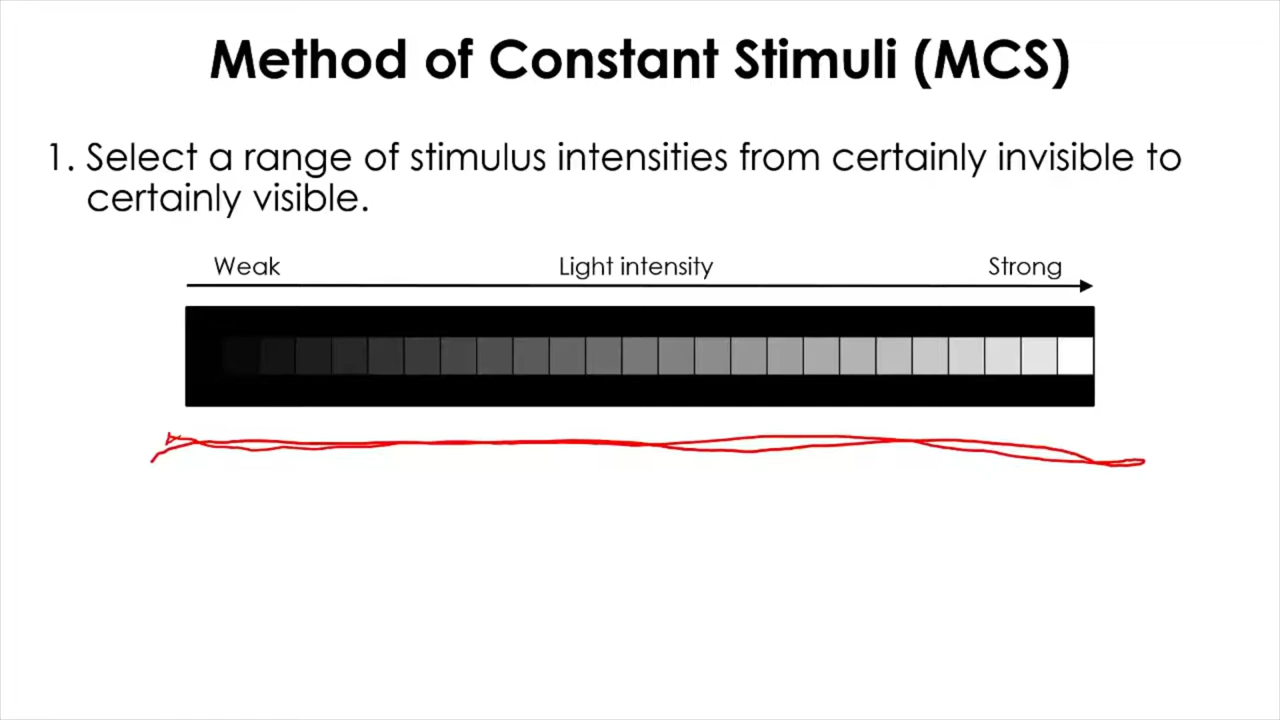 Method of Constant Stimuli (MCS)
1. Select a range of stimulus intensities from certainly invisible to
certainly visible.
Weak Light intensity Strong